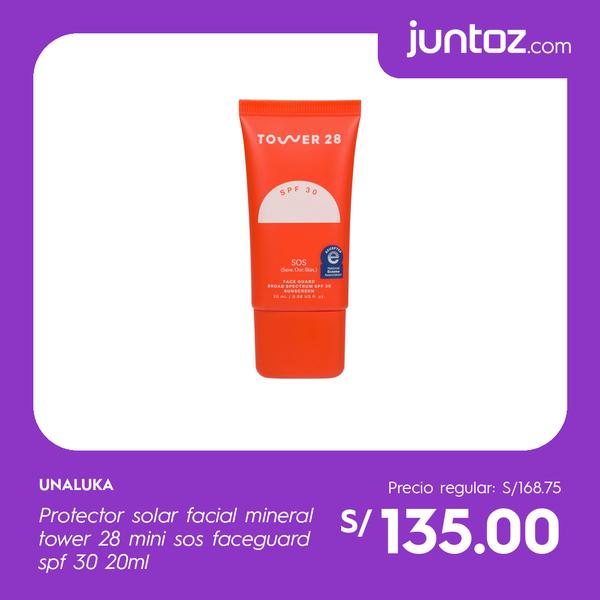 juntoz.com
TOWER 28
SPF 30
SOS
(Save. Our. Skin.)
FACE GUARD
BROAD SPECTRUM SPF 30
SUNSCREEN
UNALUKA
Protector solar facial mineral
tower 28 mini sos faceguard
spf 30 20ml
Precio regular: S/168.75
S/135.00